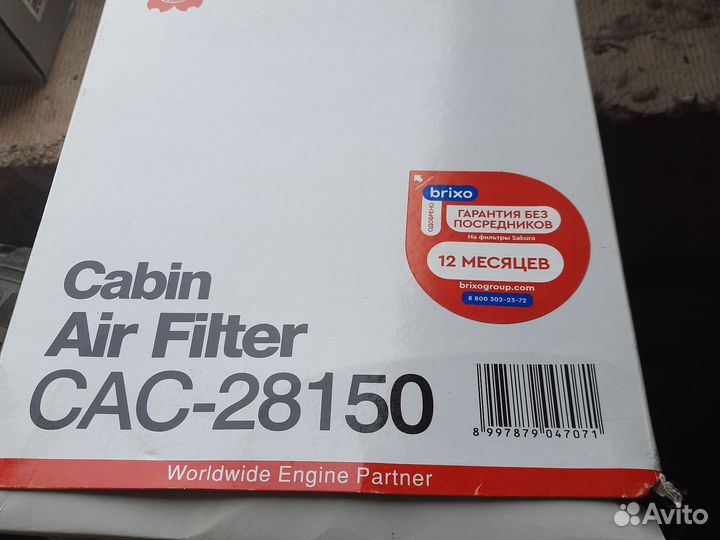 brixo
ОДОБРЕНО
ГАРАНТИЯ БЕЗ
ПОСРЕДНИКОВ
На фильтры Sakura
12 МЕСЯЦЕВ
brixogroup.com
8 800 302-23-72
Cabin
Air Filter
CAC-28150
8 997879 047071
Worldwide Engine Partner
Avito